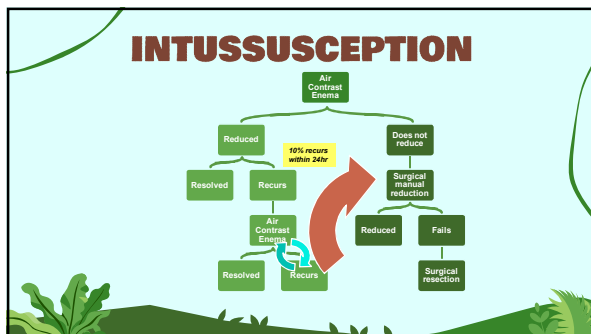 INTUSSUSCEPTION
Air
Contrast
Enema
Reduced
10% recurs
within 24hr
Does not
reduce
Resolved
Recurs
Surgical
manual
reduction
Air
Contrast
Enema
Reduced
Fails
Resolved
Recurs
Surgical
resection